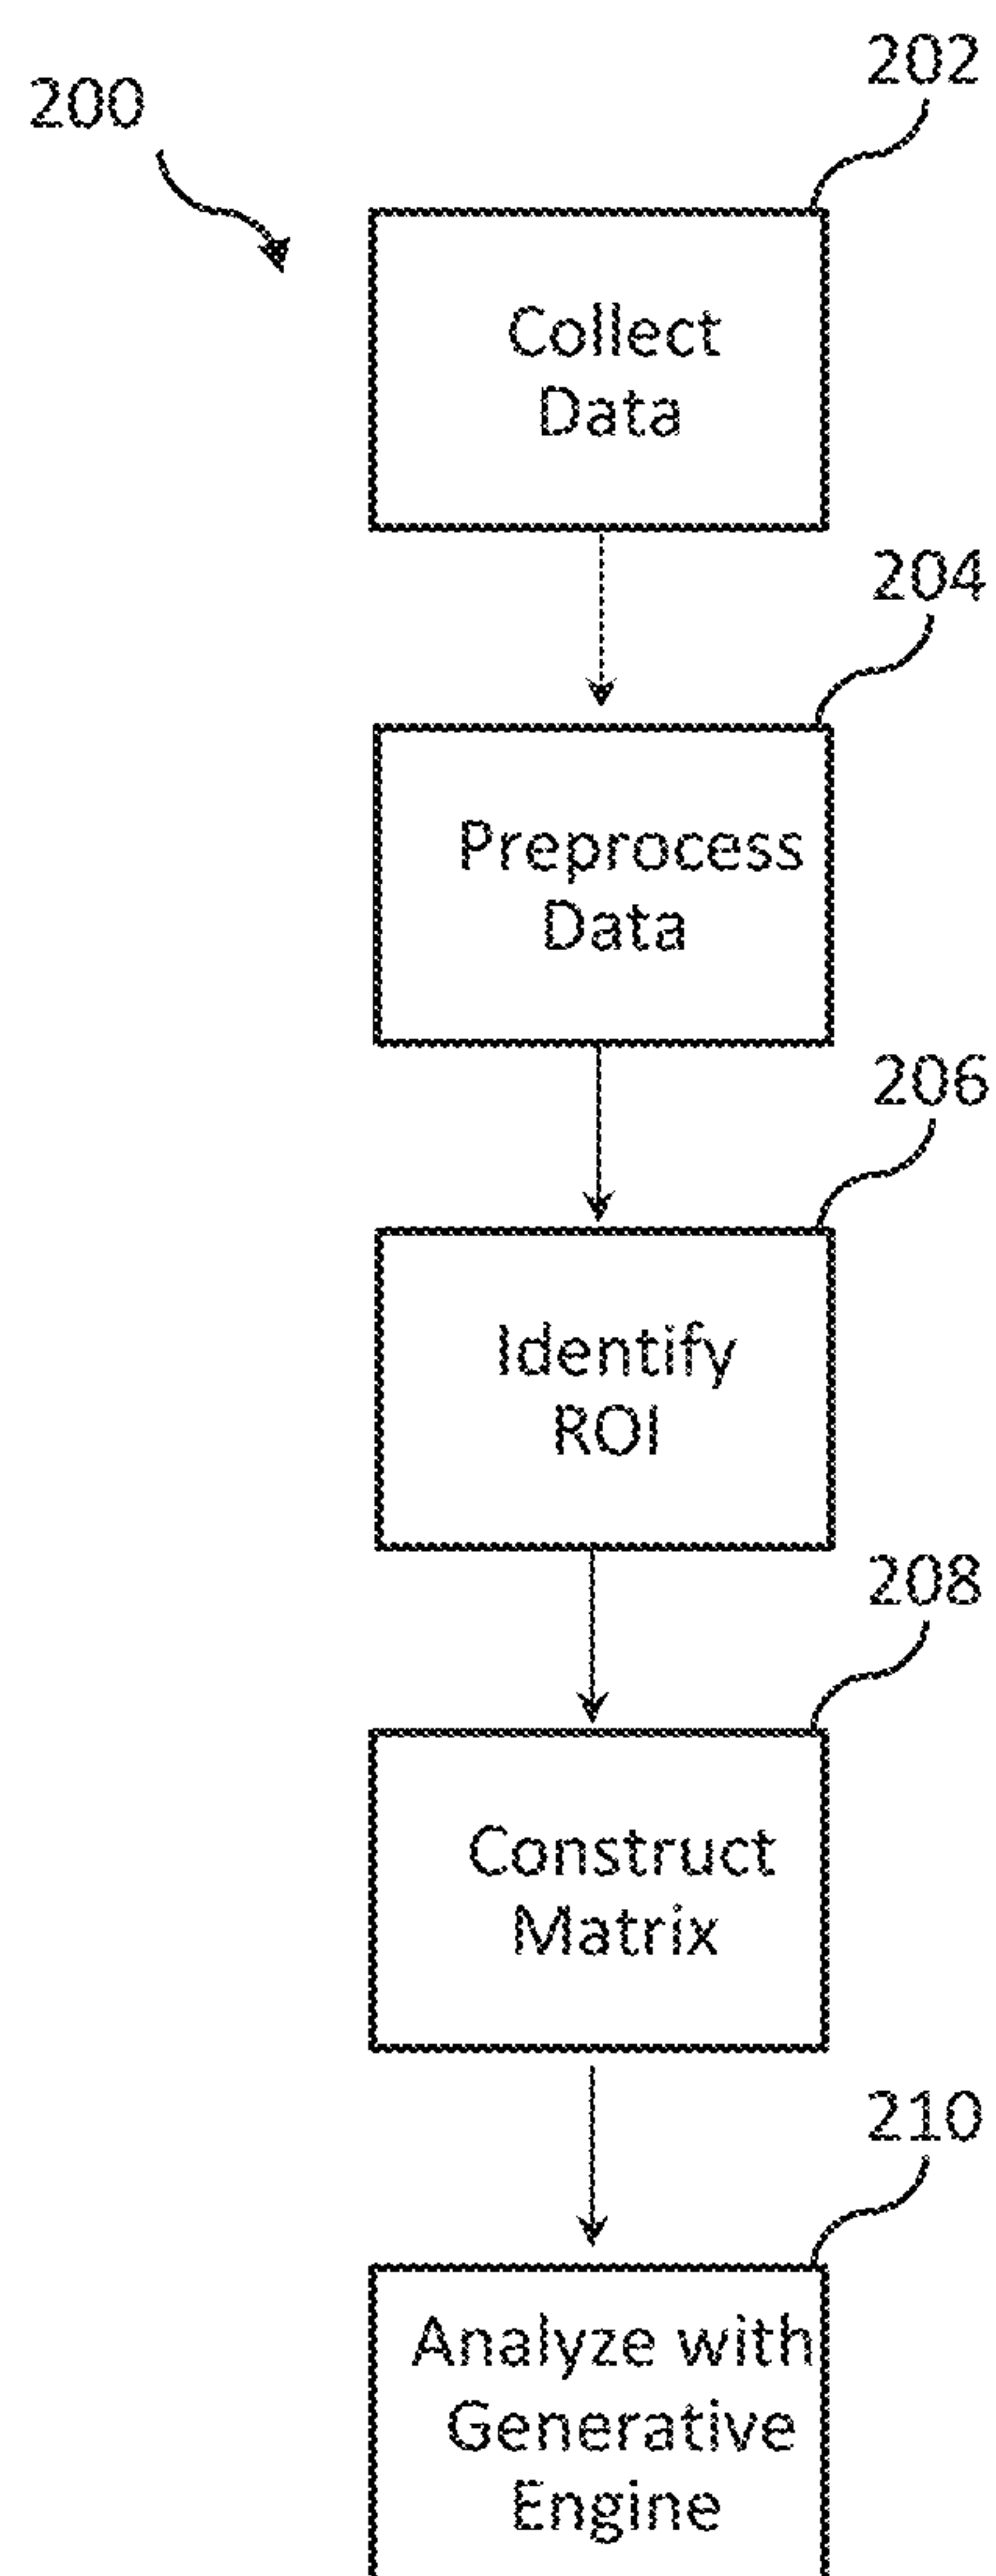 202
200
Collect
Data
204
Preprocess
Data
206
Identify
ROI
208
Construct
Matrix
210
Analyze with
Generative
Engine